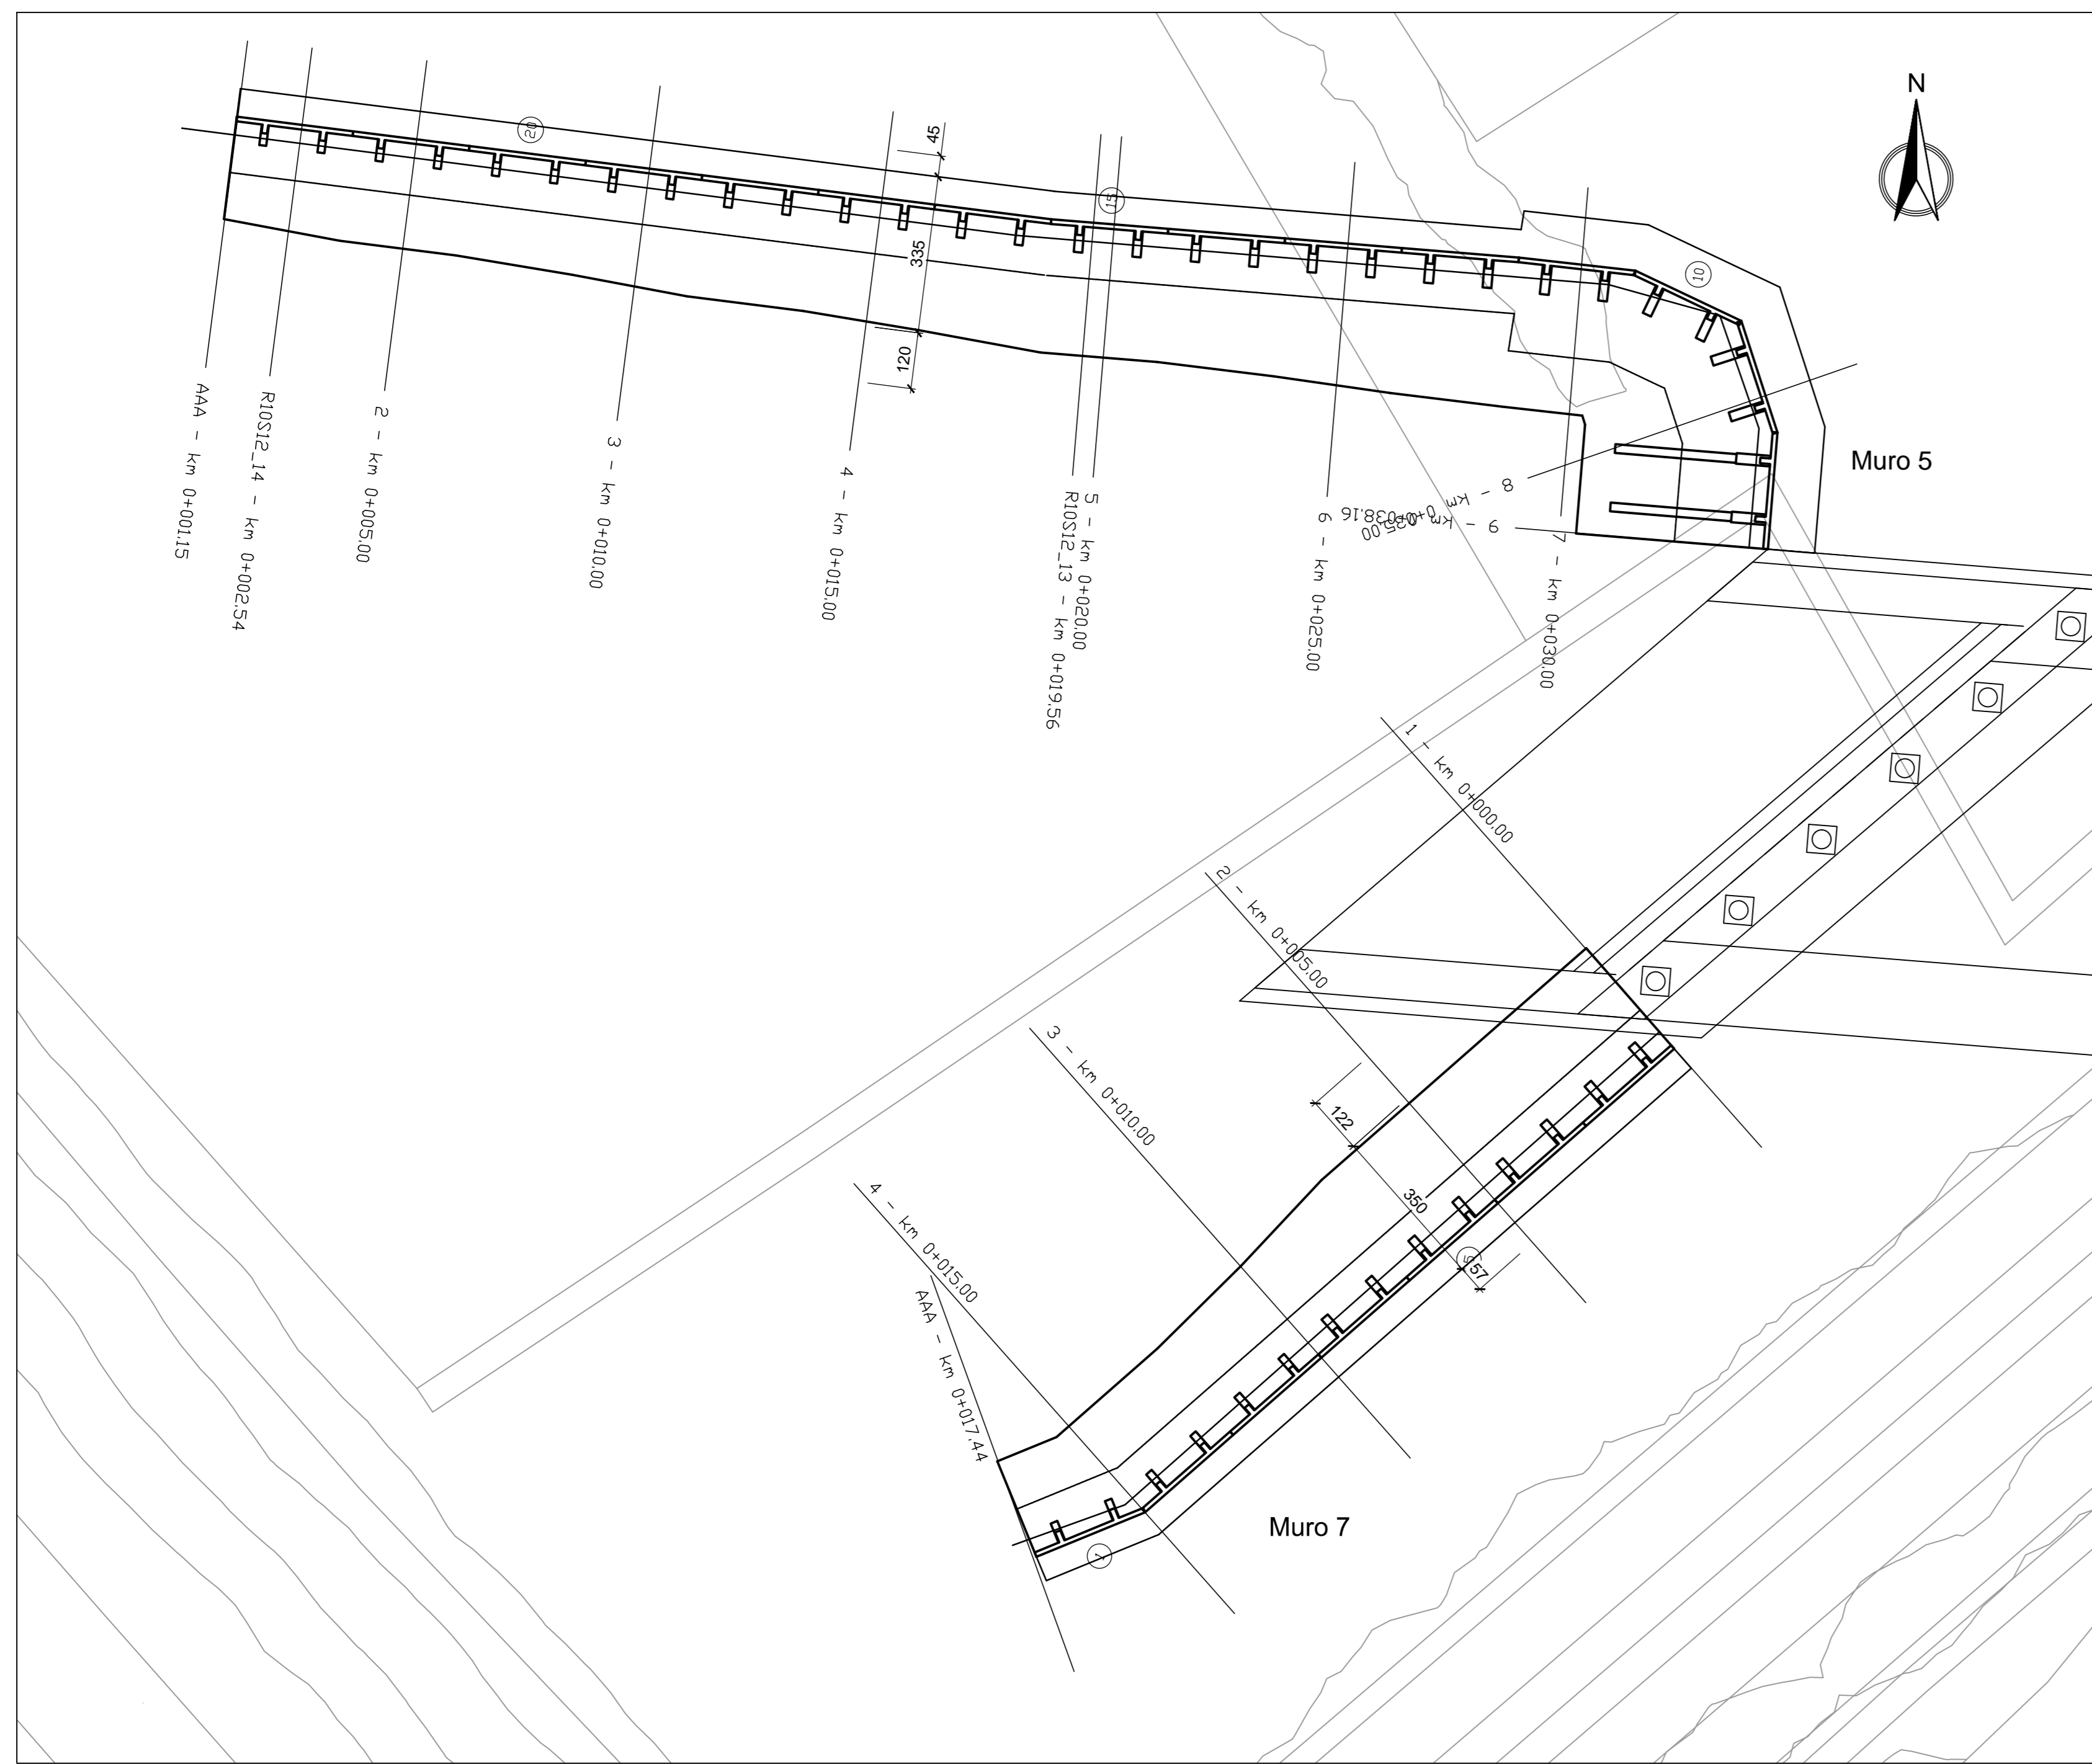 N
20
45
15
10
335
120
Muro 5
AAA - km 0+001.15
R10S12_14 - km 0+002.54
2 - km 0+005.00
3 - km 0+010.00
4 - km 0+015.00
R10S12_13 - km 0+019.56
5 - km 0+020.00
6 - km 0+025.00
7 - km 0+030.00
8 - km 0+035.00
9 - km 0+038.16
1 - km 0+000.00
2 - km 0+005.00
3 - km 0+010.00
4 - km 0+015.00
AAA - km 0+017.44
122
350
57
Muro 7
1